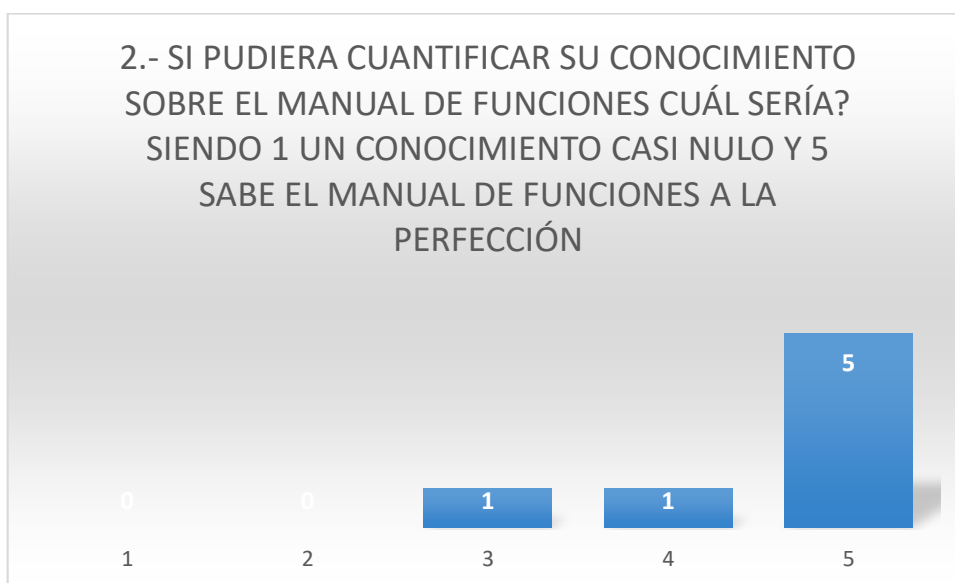 2.- SI PUDIERA CUANTIFICAR SU CONOCIMIENTO
SOBRE EL MANUAL DE FUNCIONES CUÁL SERÍA?
SIENDO 1 UN CONOCIMIENTO CASI NULO Y 5
SABE EL MANUAL DE FUNCIONES A LA
PERFECCIÓN
5
0 0 1 1
1 2 3 4 5